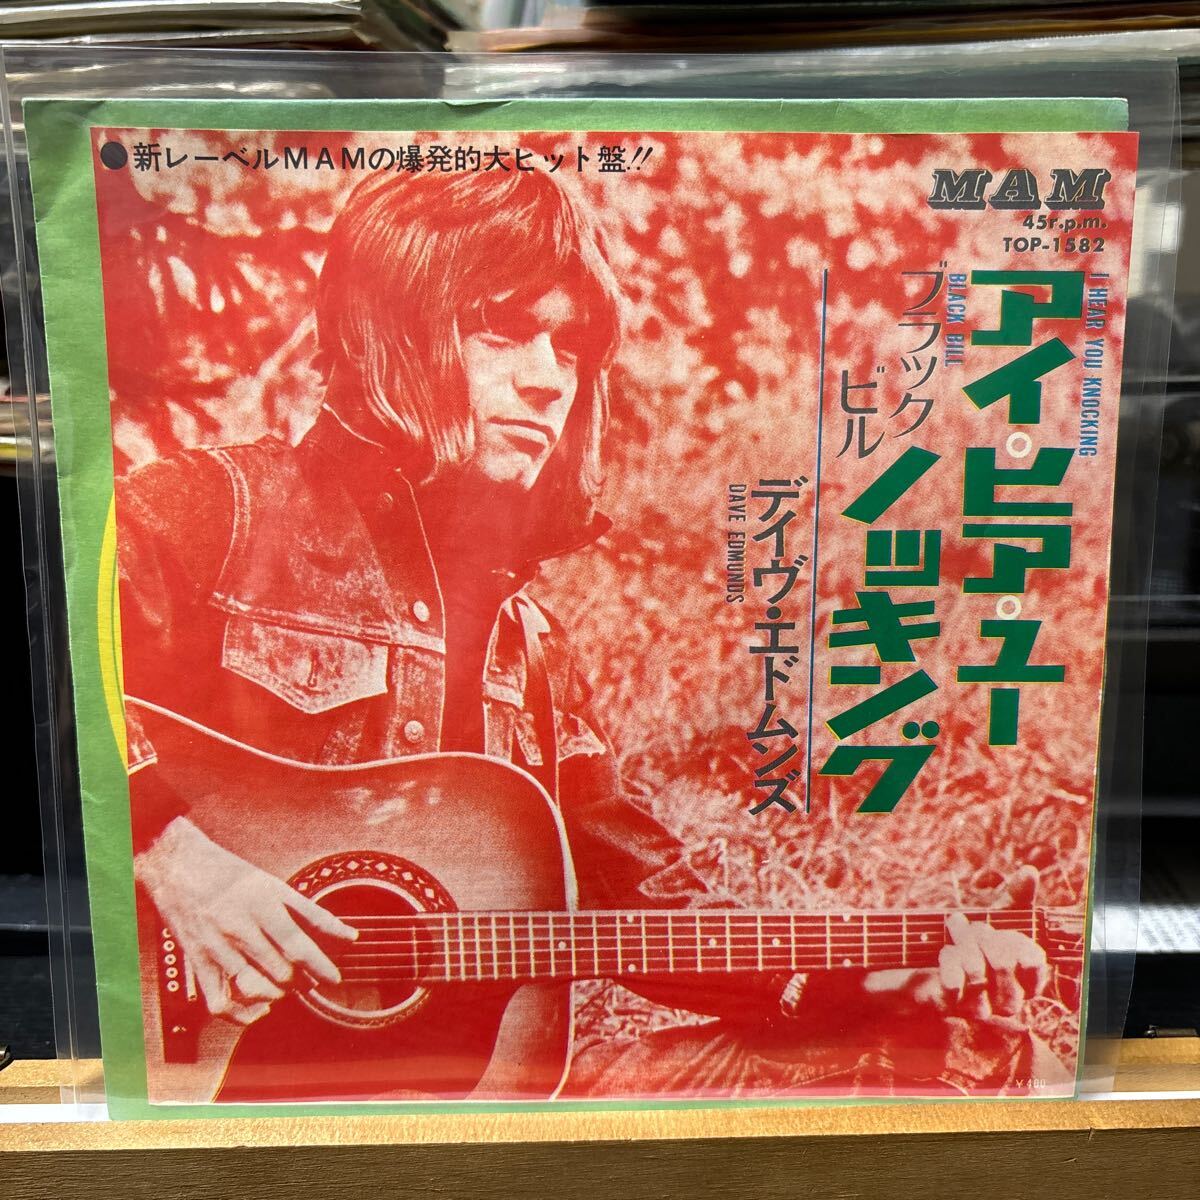 ●新レーベルMAMの爆発的大ヒット盤!!
MAM
45r.p.m.
TOP-1582
I HEAR YOU KNOCKING
アイ・ヒア・ユー
ノッキング
BLACK BILL
ブラック
ビル
デイヴ・エドムンズ
DAVE EDMUNDS
¥400